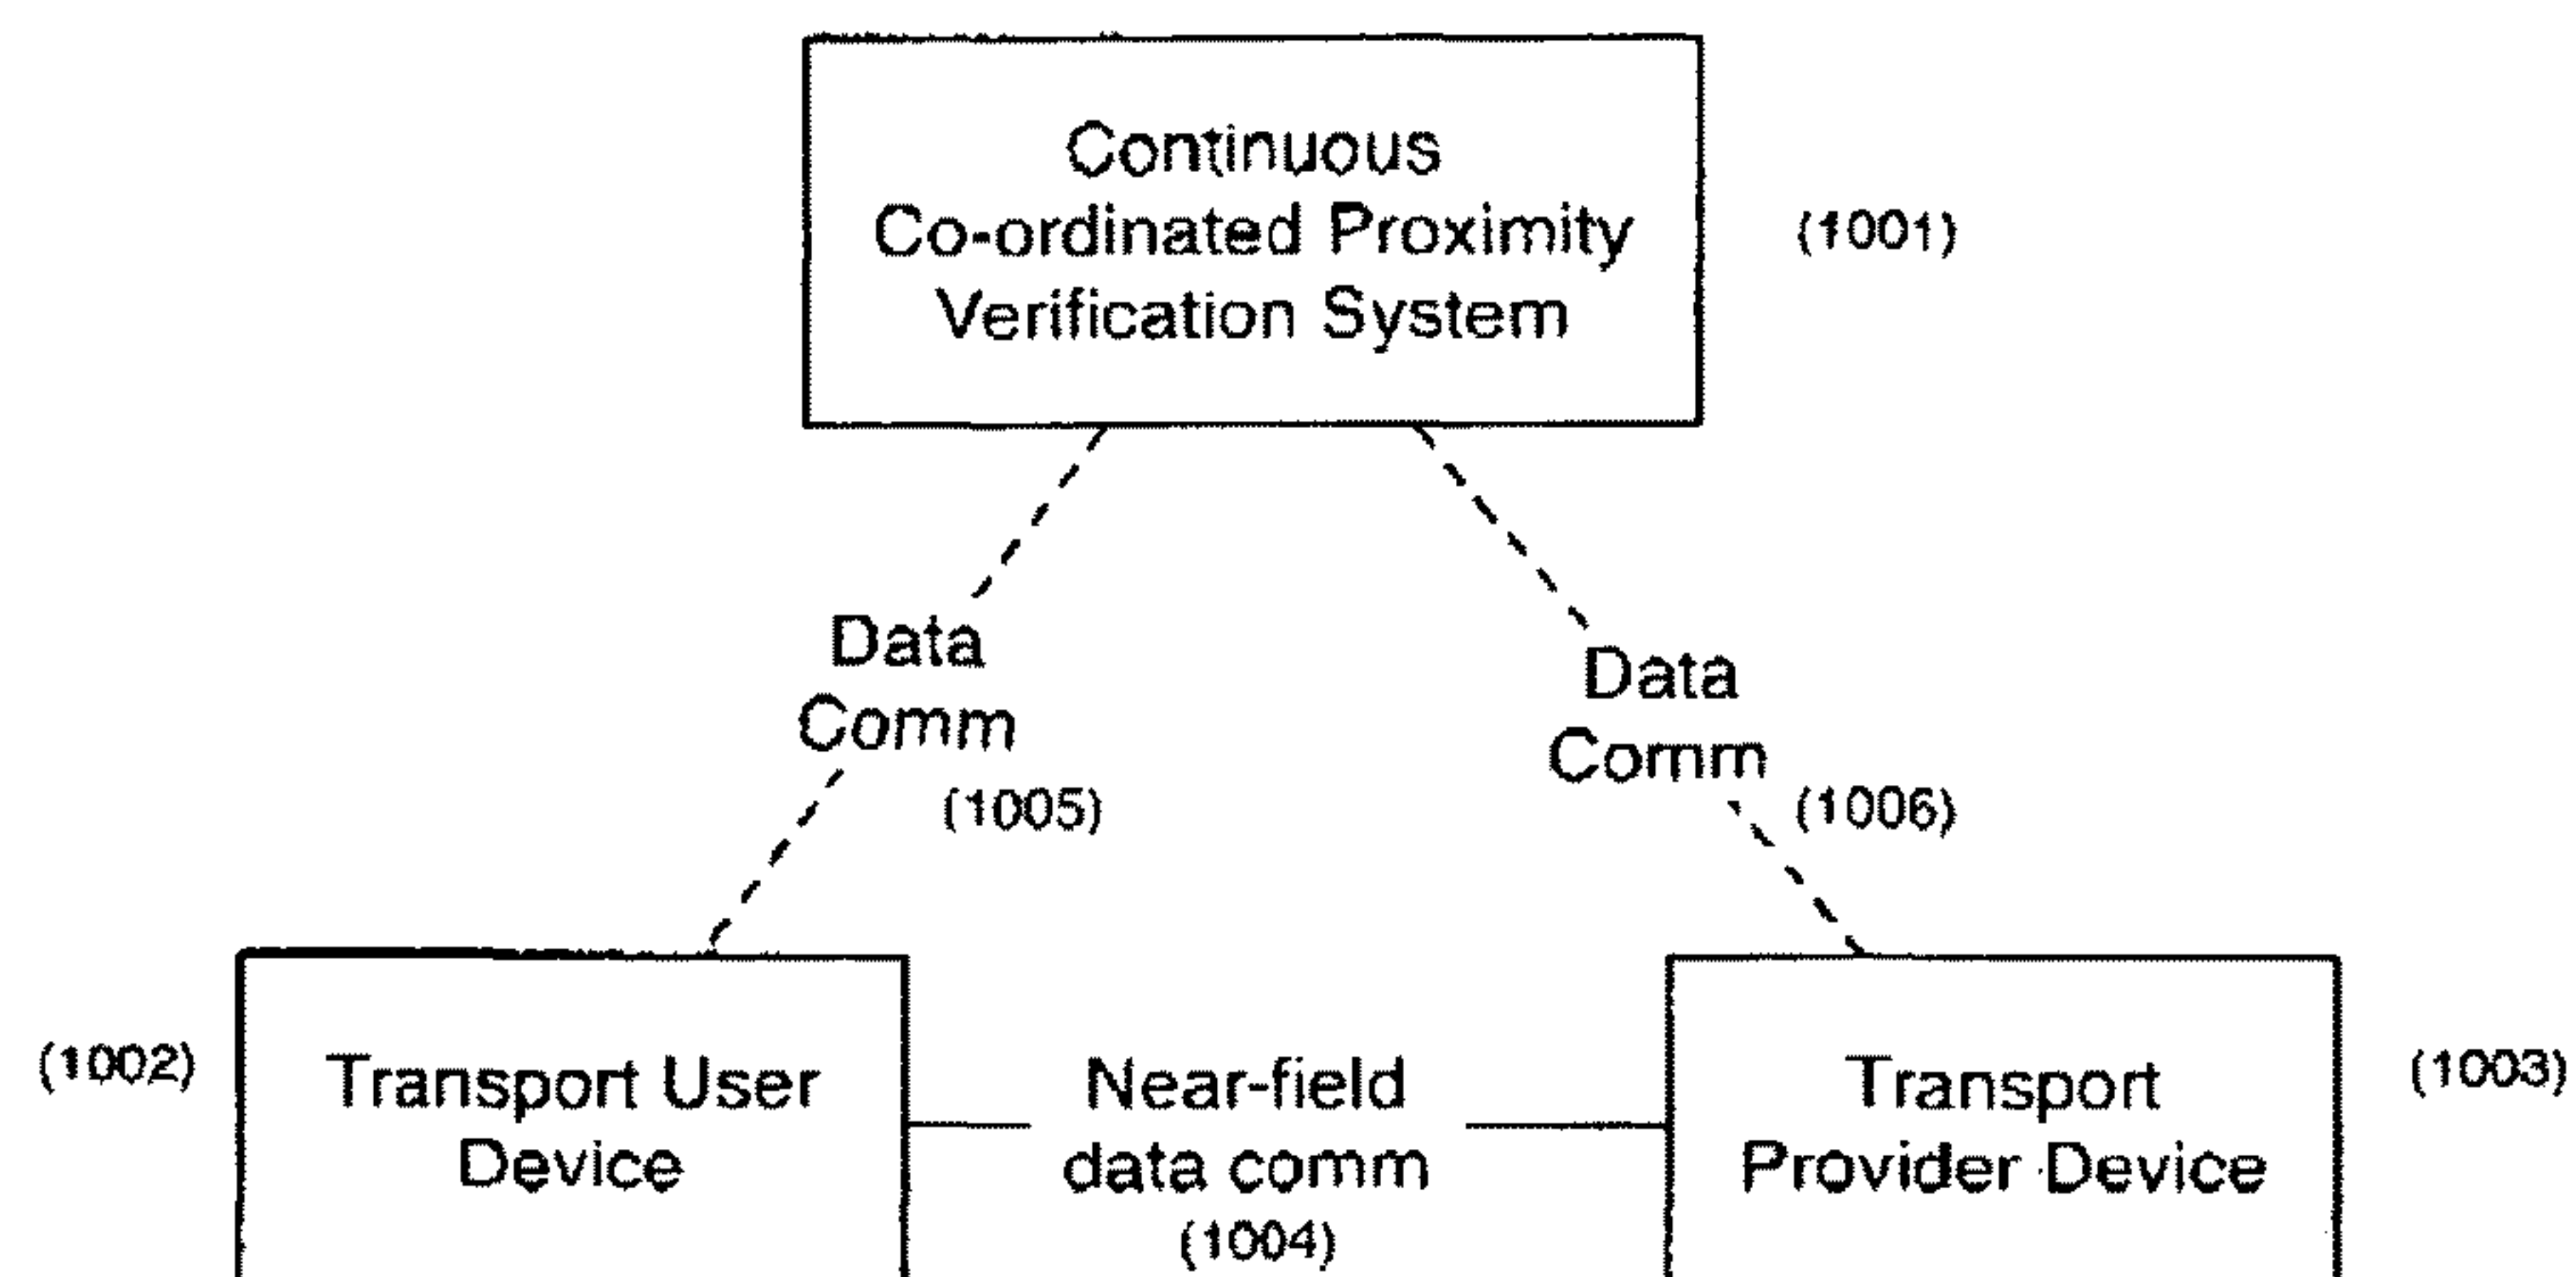 Continuous
Co-ordinated Proximity
Verification System
(1001)
Data
Comm
(1005)
Data
Comm
(1006)
(1002)
Transport User
Device
Near-field
data comm
(1004)
Transport
Provider Device
(1003)